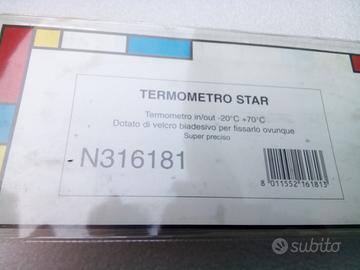 TERMOMETRO STAR
Termometro in/out -20°C +70°C
Dotato di velcro biadesivo per fissarlo ovunque
Super preciso
N316181
8 011552 161815
subito